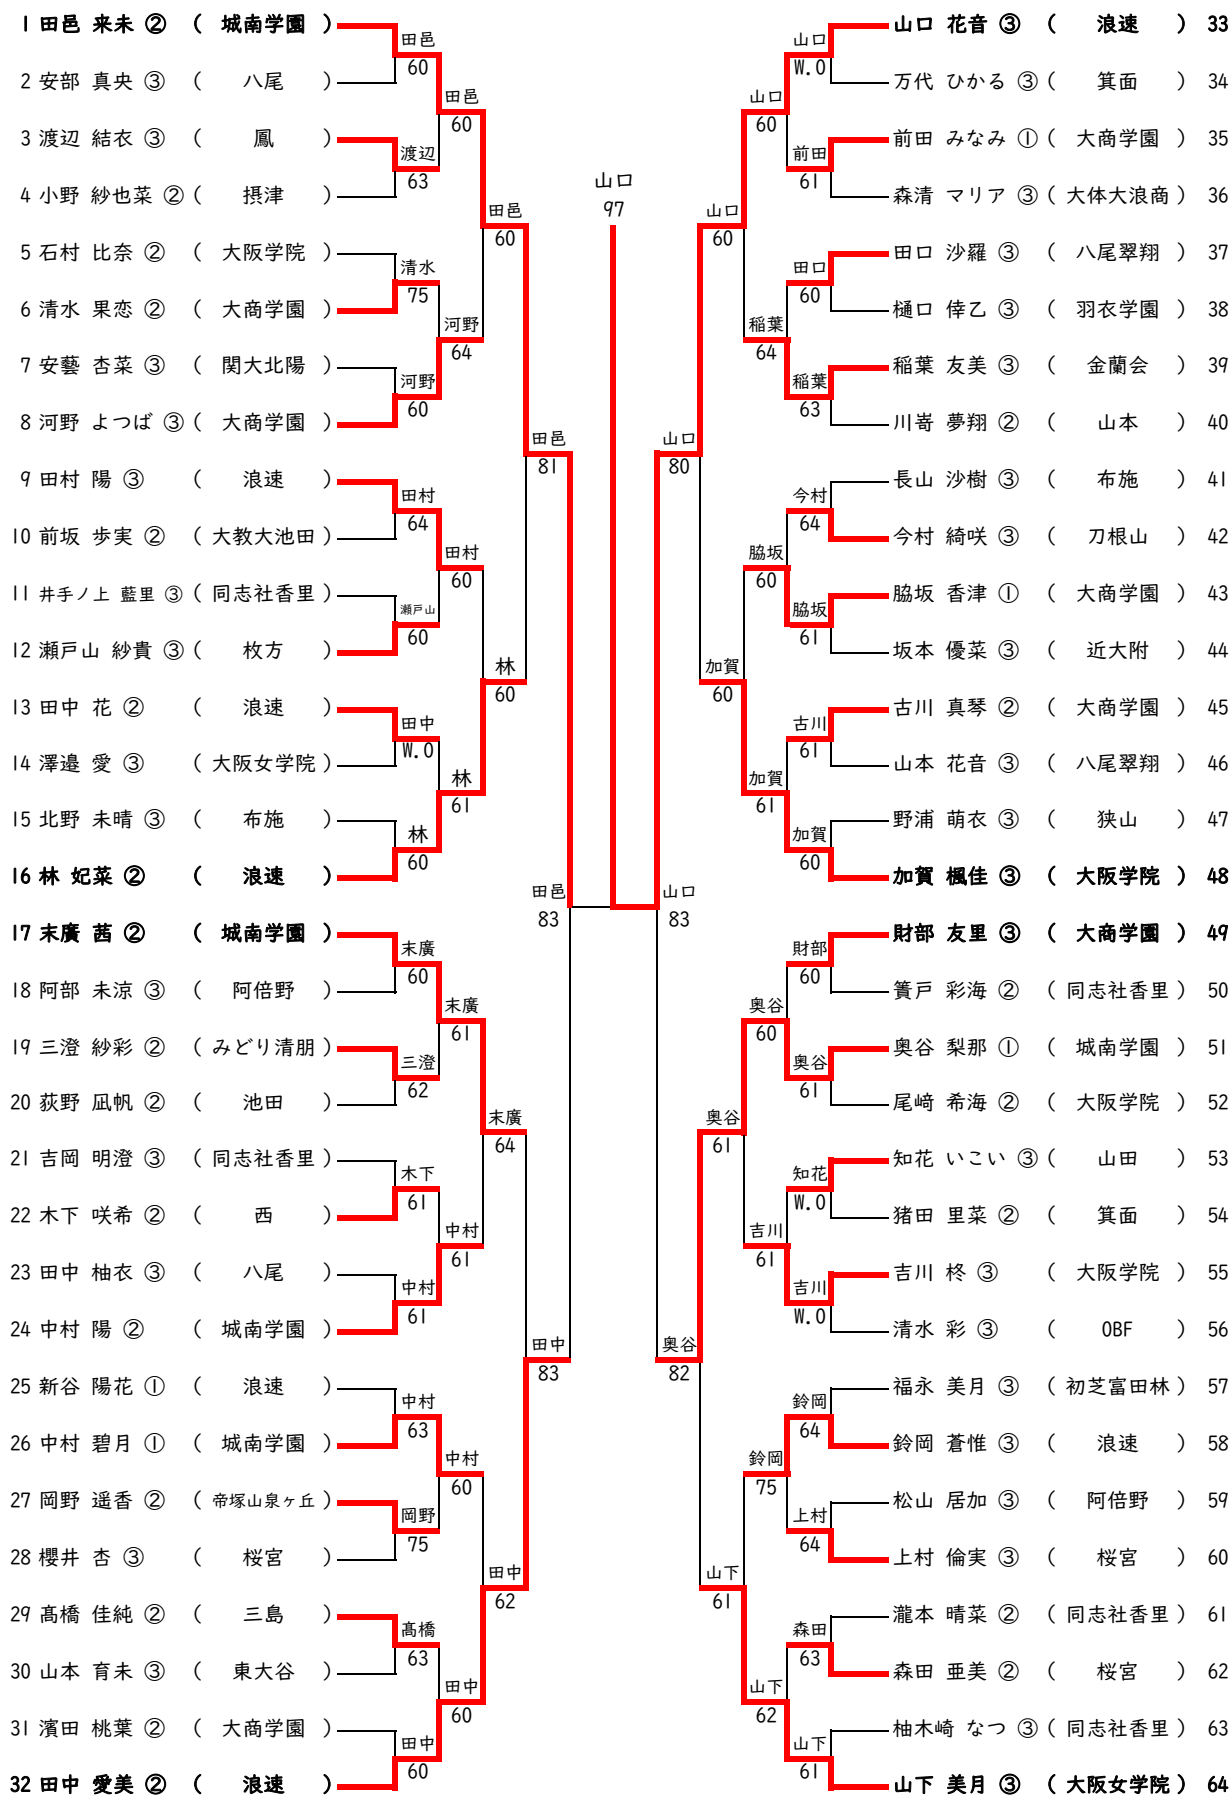 1 田邑 来未 ② ( 城南学園 )
2 安部 真央 ③ ( 八尾 )
3 渡辺 結衣 ③ ( 鳳 )
4 小野 紗也菜 ② ( 摂津 )
5 石村 比奈 ② ( 大阪学院 )
6 清水 果恋 ② ( 大商学園 )
7 安藝 杏菜 ③ ( 関大北陽 )
8 河野 よつば ③ ( 大商学園 )
9 田村 陽 ③ ( 浪速 )
10 前坂 歩実 ② ( 大教大池田 )
11 井手ノ上 藍里 ③ ( 同志社香里 )
12 瀬戸山 紗貴 ③ ( 枚方 )
13 田中 花 ② ( 浪速 )
14 澤邉 愛 ③ ( 大阪女学院 )
15 北野 未晴 ③ ( 布施 )
16 林 妃菜 ② ( 浪速 )
17 末廣 茜 ② ( 城南学園 )
18 阿部 未涼 ③ ( 阿倍野 )
19 三澄 紗彩 ② ( みどり清朋 )
20 荻野 凪帆 ② ( 池田 )
21 吉岡 明澄 ③ ( 同志社香里 )
22 木下 咲希 ② ( 西 )
23 田中 柚衣 ③ ( 八尾 )
24 中村 陽 ② ( 城南学園 )
25 新谷 陽花 ① ( 浪速 )
26 中村 碧月 ① ( 城南学園 )
27 岡野 遥香 ② ( 帝塚山泉ヶ丘 )
28 櫻井 杏 ③ ( 桜宮 )
29 髙橋 佳純 ② ( 三島 )
30 山本 育未 ③ ( 東大谷 )
31 濱田 桃葉 ② ( 大商学園 )
32 田中 愛美 ② ( 浪速 )
田邑
60
渡辺
63
清水
75
河野
60
田村
64
瀬戸山
60
田中
W.0
林
60
末廣
60
三澄
62
木下
61
中村
61
中村
63
岡野
75
髙橋
63
田中
60
田邑
60
河野
64
田村
60
林
61
末廣
61
中村
61
中村
60
田中
60
田邑
60
林
60
末廣
64
田中
62
田邑
81
田中
83
田邑
83
山口
97
山口
83
山口
80
奥谷
82
山口
60
加賀
60
奥谷
61
山下
61
山口
60
稲葉
64
脇坂
60
加賀
61
奥谷
60
吉川
61
鈴岡
75
山下
62
山口
W.0
前田
61
田口
60
稲葉
63
今村
64
脇坂
61
古川
61
加賀
60
財部
60
奥谷
61
知花
W.0
吉川
W.0
鈴岡
64
上村
64
森田
63
山下
61
山口 花音 ③ ( 浪速 ) 33
万代 ひかる ③ ( 箕面 ) 34
前田 みなみ ① ( 大商学園 ) 35
森清 マリア ③ ( 大体大浪商 ) 36
田口 沙羅 ③ ( 八尾翠翔 ) 37
樋口 倖乙 ③ ( 羽衣学園 ) 38
稲葉 友美 ③ ( 金蘭会 ) 39
川嵜 夢翔 ② ( 山本 ) 40
長山 沙樹 ③ ( 布施 ) 41
今村 綺咲 ③ ( 刀根山 ) 42
脇坂 香津 ① ( 大商学園 ) 43
坂本 優菜 ③ ( 近大附 ) 44
古川 真琴 ② ( 大商学園 ) 45
山本 花音 ③ ( 八尾翠翔 ) 46
野浦 萌衣 ③ ( 狭山 ) 47
加賀 楓佳 ③ ( 大阪学院 ) 48
財部 友里 ③ ( 大商学園 ) 49
簀戸 彩海 ② ( 同志社香里 ) 50
奥谷 梨那 ① ( 城南学園 ) 51
尾﨑 希海 ② ( 大阪学院 ) 52
知花 いこい ③ ( 山田 ) 53
猪田 里菜 ② ( 箕面 ) 54
吉川 柊 ③ ( 大阪学院 ) 55
清水 彩 ③ ( OBF ) 56
福永 美月 ③ ( 初芝富田林 ) 57
鈴岡 蒼惟 ③ ( 浪速 ) 58
松山 居加 ③ ( 阿倍野 ) 59
上村 倫実 ③ ( 桜宮 ) 60
瀧本 晴菜 ② ( 同志社香里 ) 61
森田 亜美 ② ( 桜宮 ) 62
柚木崎 なつ ③ ( 同志社香里 ) 63
山下 美月 ③ ( 大阪女学院 ) 64